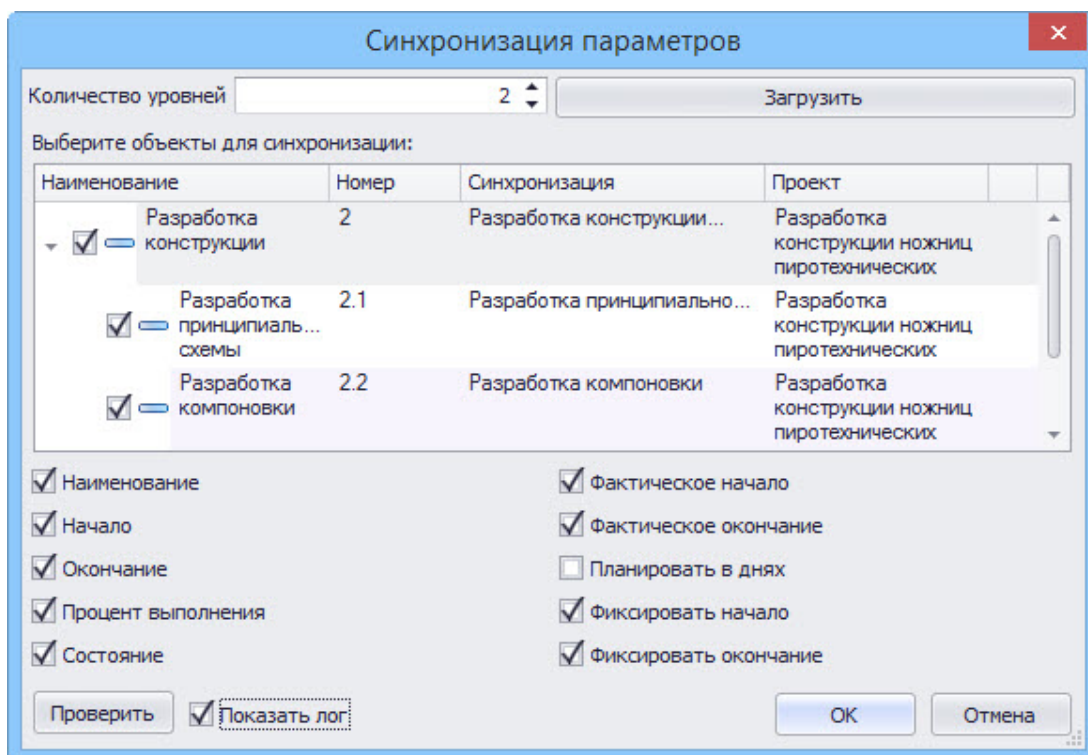 Синхронизация параметров
Количество уровней 2 Загрузить
Выберите объекты для синхронизации:
Наименование Номер Синхронизация Проект
Разработка 2 Разработка конструкции... Разработка
конструкции конструкции ножниц
пиротехнических
Разработка 2.1 Разработка принципиально... Разработка
принципиаль... конструкции ножниц
схемы пиротехнических
Разработка 2.2 Разработка компоновки Разработка
компоновки конструкции ножниц
пиротехнических
Наименование Фактическое начало
Начало Фактическое окончание
Окончание Планировать в днях
Процент выполнения Фиксировать начало
Состояние Фиксировать окончание
Проверить Показать лог ОК Отмена